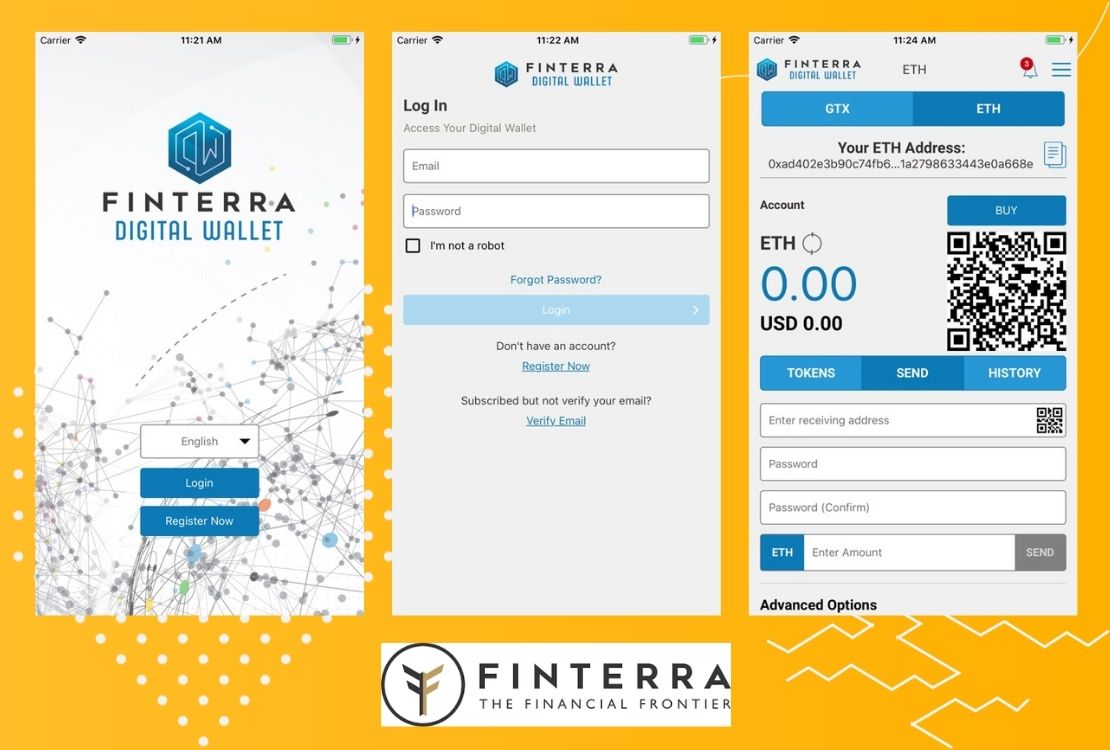 Carrier
11:21 AM
FINTERRA
DIGITAL WALLET
English
Login
Register Now
Carrier
11:22 AM
FINTERRA
DIGITAL WALLET
Log In
Access Your Digital Wallet
Email
Password
I'm not a robot
Forgot Password?
Login
Don't have an account?
Register Now
Subscribed but not verify your email?
Verify Email
Carrier
11:24 AM
FINTERRA
DIGITAL WALLET
ETH
3
GTX
ETH
Your ETH Address:
0xad402e3b90c74fb6...1a2798633443e0a668e
Account
BUY
ETH
0.00
USD 0.00
TOKENS
SEND
HISTORY
Enter receiving address
Password
Password (Confirm)
ETH
Enter Amount
SEND
Advanced Options
FINTERRA
THE FINANCIAL FRONTIER